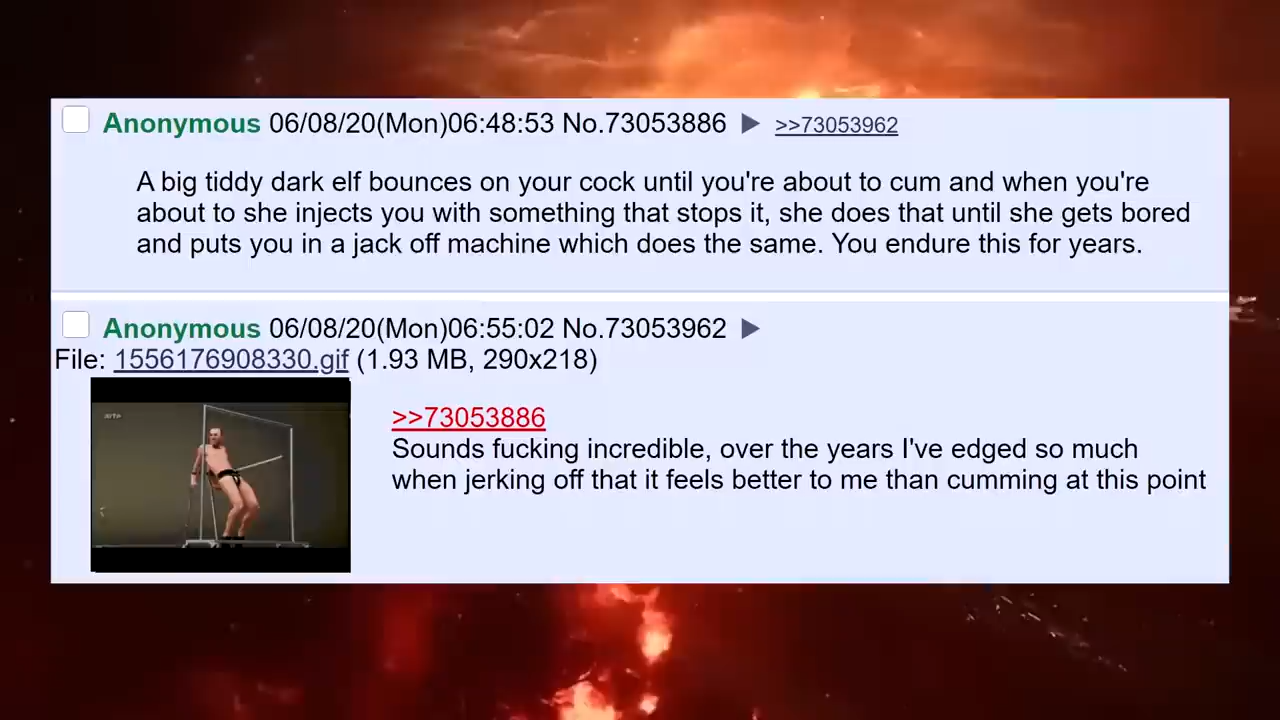 Anonymous 06/08/20(Mon)06:48:53 No.73053886 ▶ >>73053962
A big tiddy dark elf bounces on your cock until you're about to cum and when you're
about to she injects you with something that stops it, she does that until she gets bored
and puts you in a jack off machine which does the same. You endure this for years.
Anonymous 06/08/20(Mon)06:55:02 No.73053962 ▶
File: 1556176908330.gif (1.93 MB, 290x218)
arte
>>73053886
Sounds fucking incredible, over the years I've edged so much
when jerking off that it feels better to me than cumming at this point